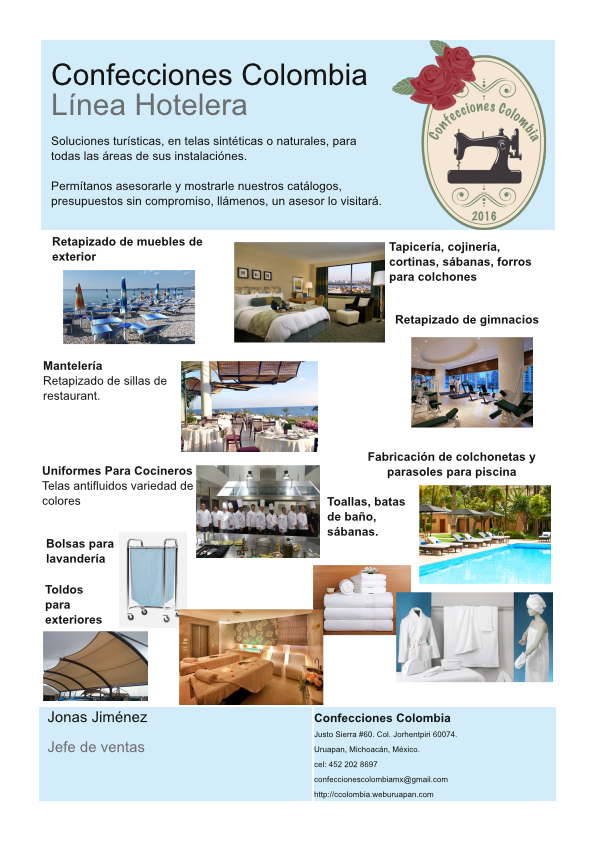 Confecciones Colombia
Línea Hotelera
Soluciones turísticas, en telas sintéticas o naturales, para
todas las áreas de sus instalaciónes.
Permítanos asesorarle y mostrarle nuestros catálogos,
presupuestos sin compromiso, llámenos, un asesor lo visitará.
Confecciones Colombia
2016
Retapizado de muebles de
exterior
Tapicería, cojinería,
cortinas, sábanas, forros
para colchones
Retapizado de gimnacios
Mantelería
Retapizado de sillas de
restaurant.
Fabricación de colchonetas y
parasoles para piscina
Uniformes Para Cocineros
Telas antifluidos variedad de
colores
Toallas, batas
de baño,
sábanas.
Bolsas para
lavandería
Toldos
para
exteriores
Jonas Jiménez
Jefe de ventas
Confecciones Colombia
Justo Sierra #60. Col. Jorhentpiri 60074.
Uruapan, Michoacán, México.
cel: 452 202 8697
confeccionescolombiamx@gmail.com
http://ccolombia.weburuapan.com